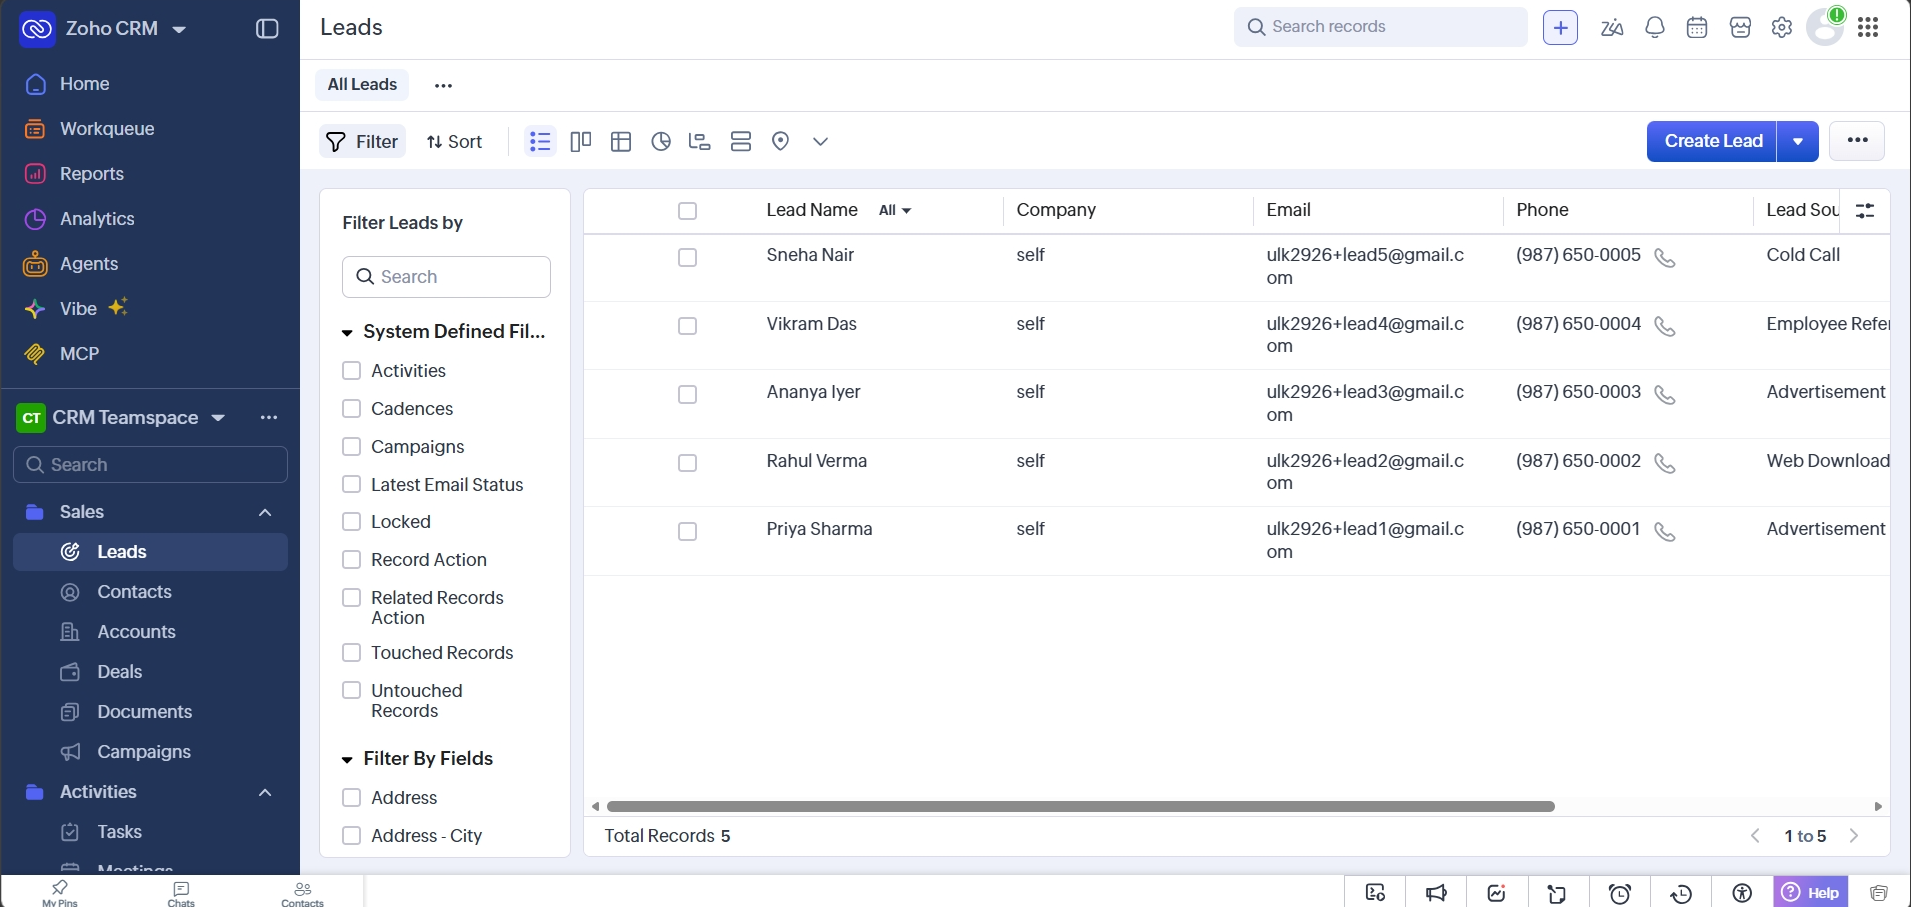 Zoho CRM
Home
Workqueue
Reports
Analytics
Agents
Vibe
MCP
CT CRM Teamspace
Search
Sales
Leads
Contacts
Accounts
Deals
Documents
Campaigns
Activities
Tasks
Meetings
My Pins
Chats
Contacts
Leads
Search records
All Leads
Filter
Sort
Create Lead
Filter Leads by
Search
System Defined Fil...
Activities
Cadences
Campaigns
Latest Email Status
Locked
Record Action
Related Records
Action
Touched Records
Untouched
Records
Filter By Fields
Address
Address - City
Lead Name All Company Email Phone Lead Sou
Sneha Nair self ulk2926+lead5@gmail.c (987) 650-0005 Cold Call
om
Vikram Das self ulk2926+lead4@gmail.c (987) 650-0004 Employee Refer
om
Ananya Iyer self ulk2926+lead3@gmail.c (987) 650-0003 Advertisement
om
Rahul Verma self ulk2926+lead2@gmail.c (987) 650-0002 Web Download
om
Priya Sharma self ulk2926+lead1@gmail.c (987) 650-0001 Advertisement
om
Total Records 5
1 to 5
Help